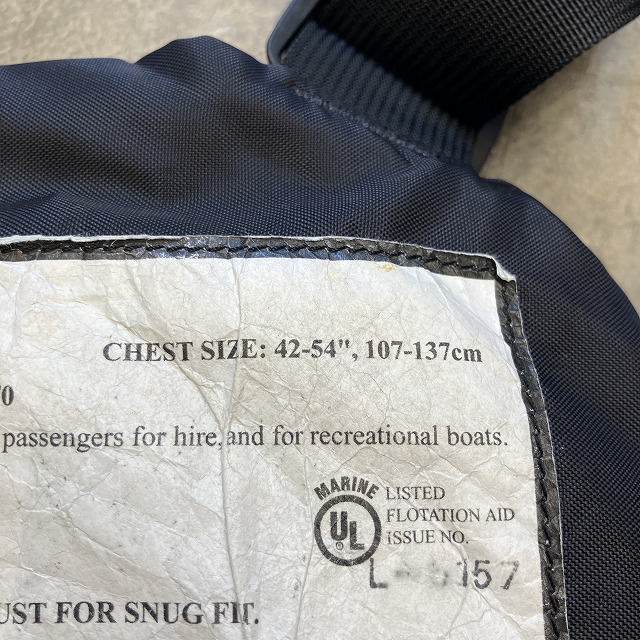 CHEST SIZE: 42-54", 107-137cm
passengers for hire, and for recreational boats.
MARINE
UL
LISTED
FLOTATION AID
ISSUE NO.
157
UST FOR SNUG FIT.